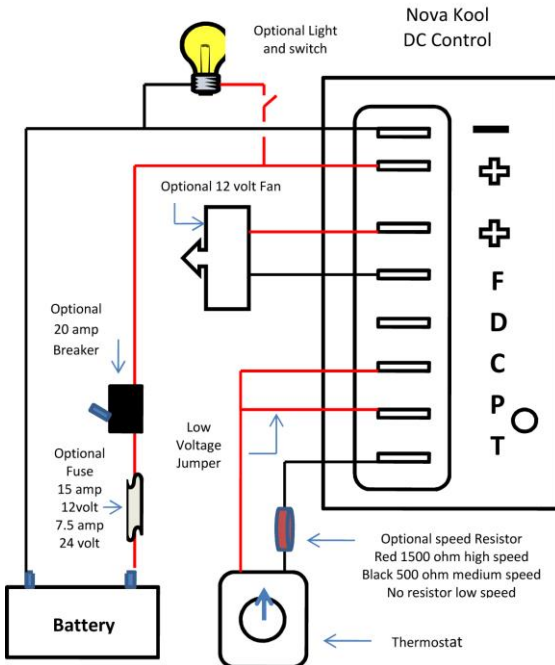 Nova Kool
DC Control
Optional Light
and switch
Optional 12 volt Fan
F
D
C
P
T
Optional
20 amp
Breaker
Low
Voltage
Jumper
Optional
Fuse
15 amp
12volt
7.5 amp
24 volt
Optional speed Resistor
Red 1500 ohm high speed
Black 500 ohm medium speed
No resistor low speed
Battery
Thermostat